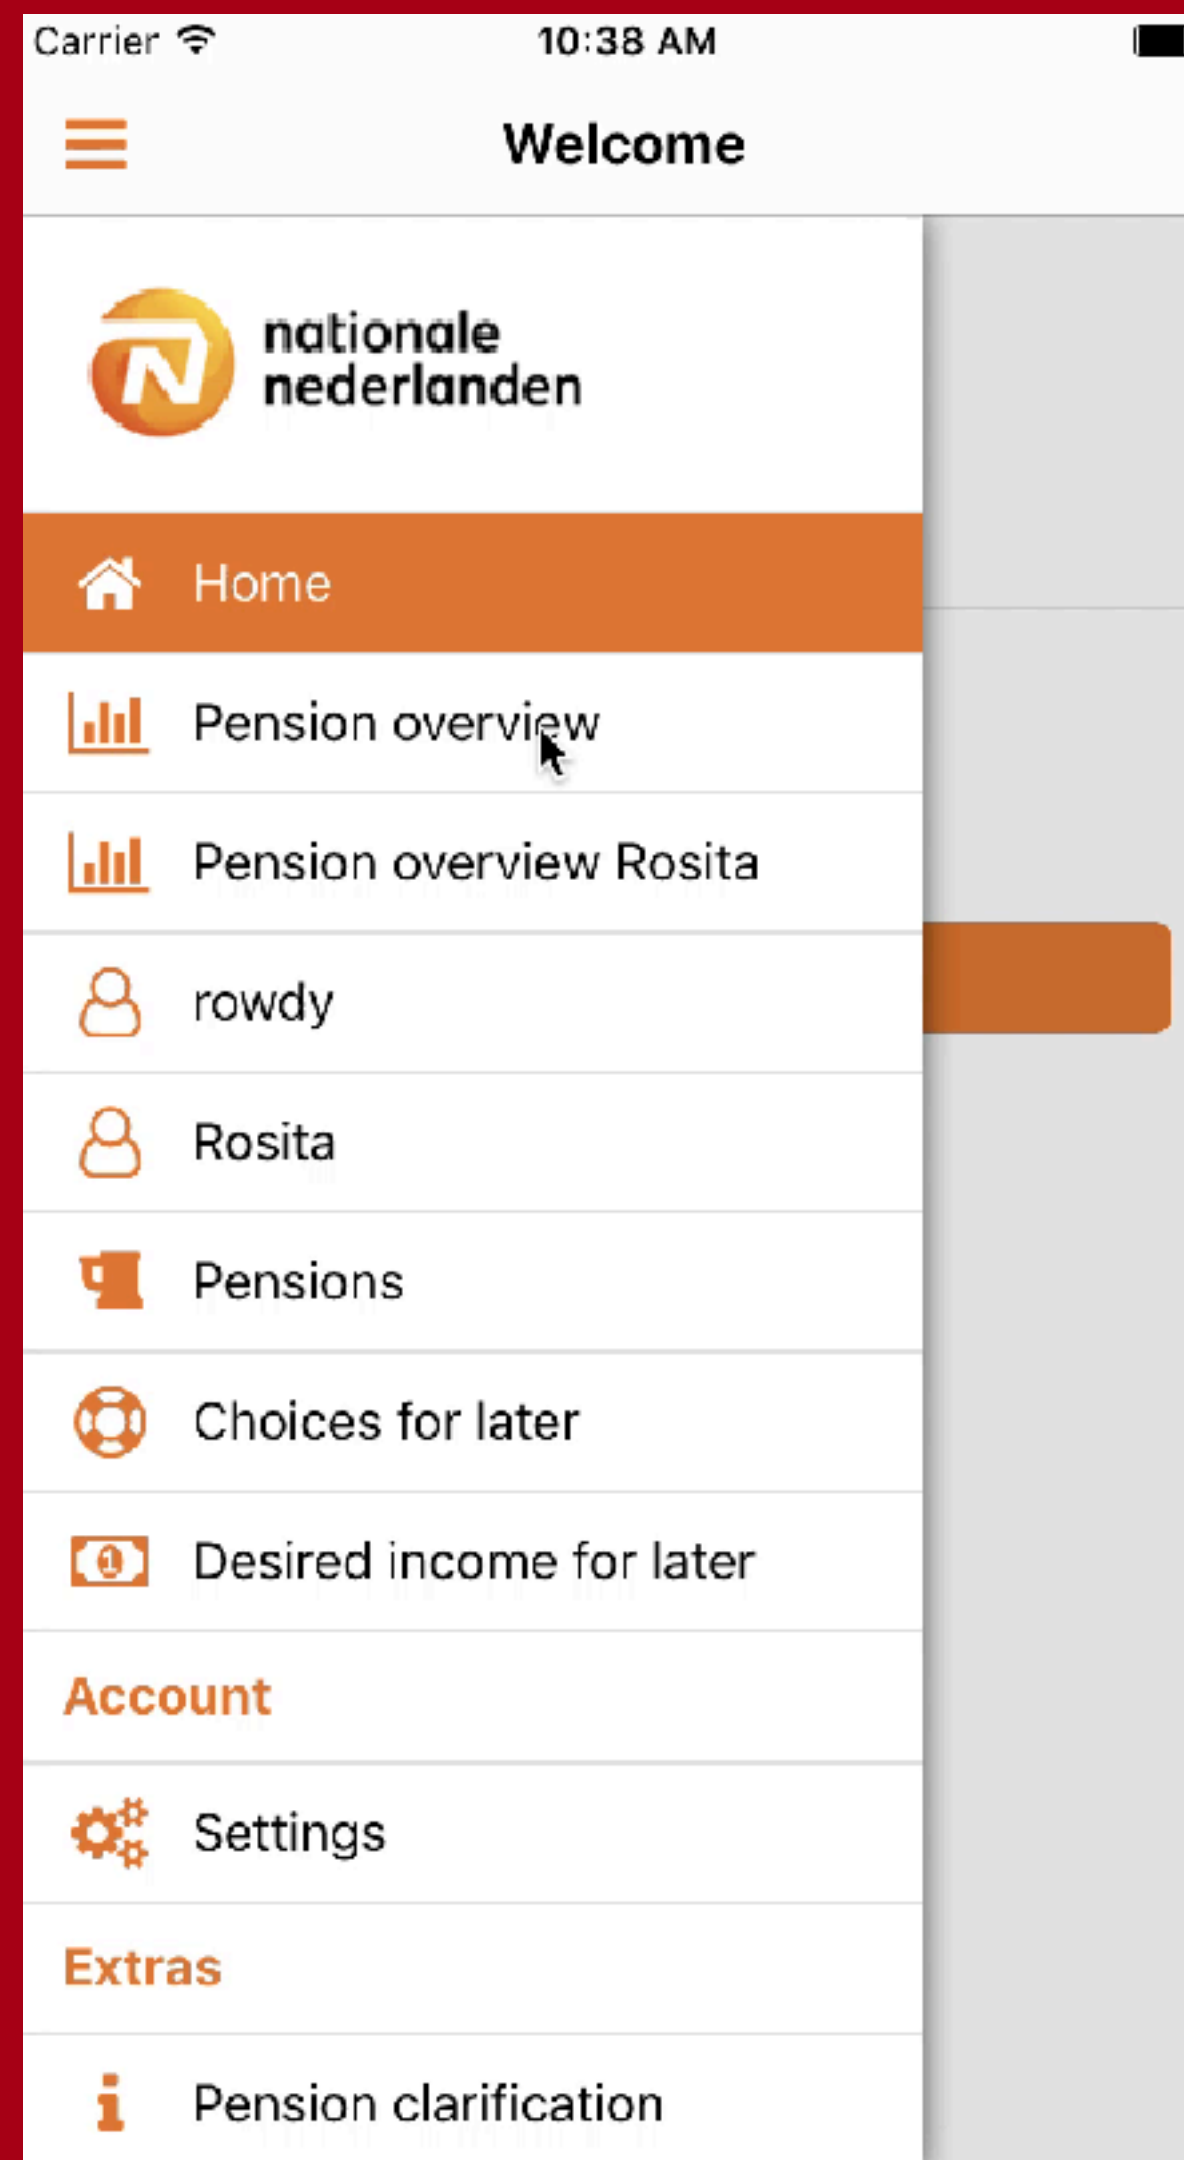 Carrier
10:38 AM
Welcome
nationale
nederlanden
Home
Pension overview
Pension overview Rosita
rowdy
Rosita
Pensions
Choices for later
1
Desired income for later
Account
Settings
Extras
Pension clarification